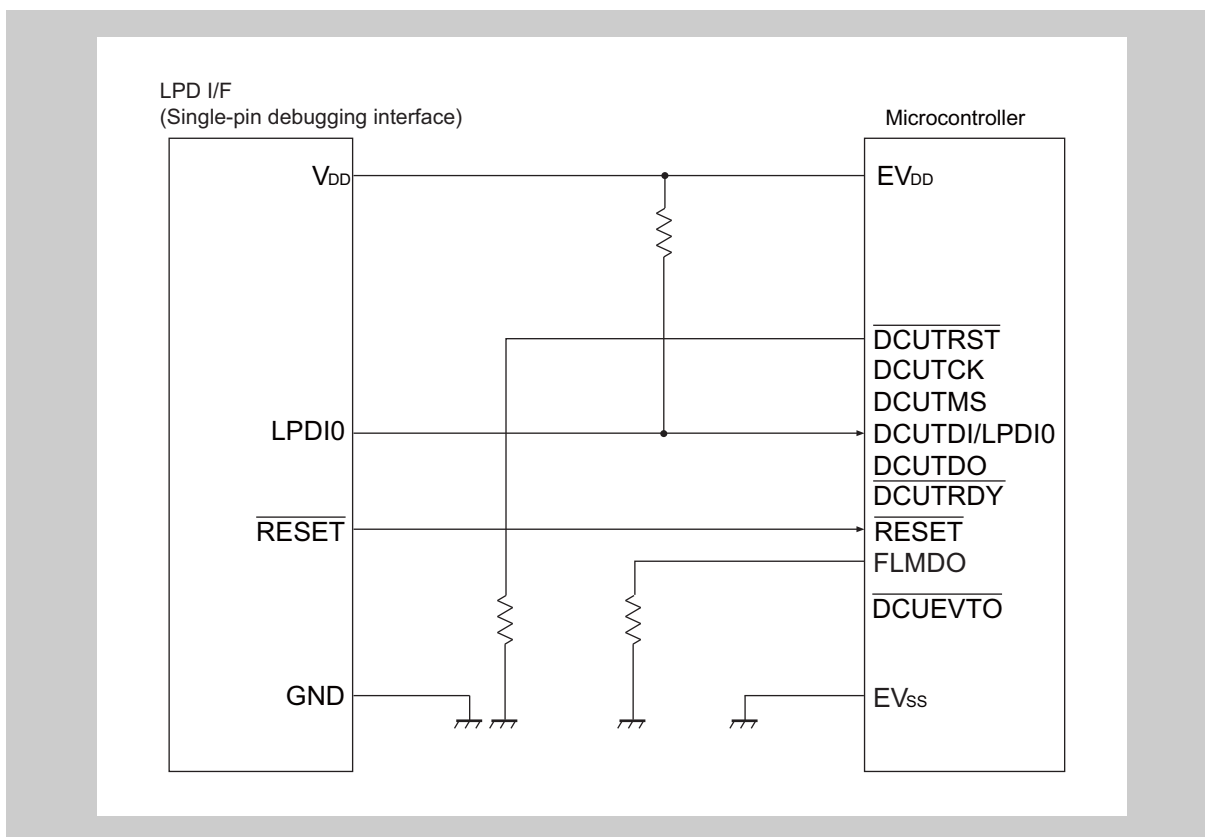 LPD I/F
(Single-pin debugging interface)
Microcontroller
VDD
EVDD
DCUTRST
DCUTCK
DCUTMS
LPDI0
DCUTDI/LPDI0
DCUTDO
DCUTRDY
RESET
RESET
FLMDO
DCUEVTO
GND
EVSS